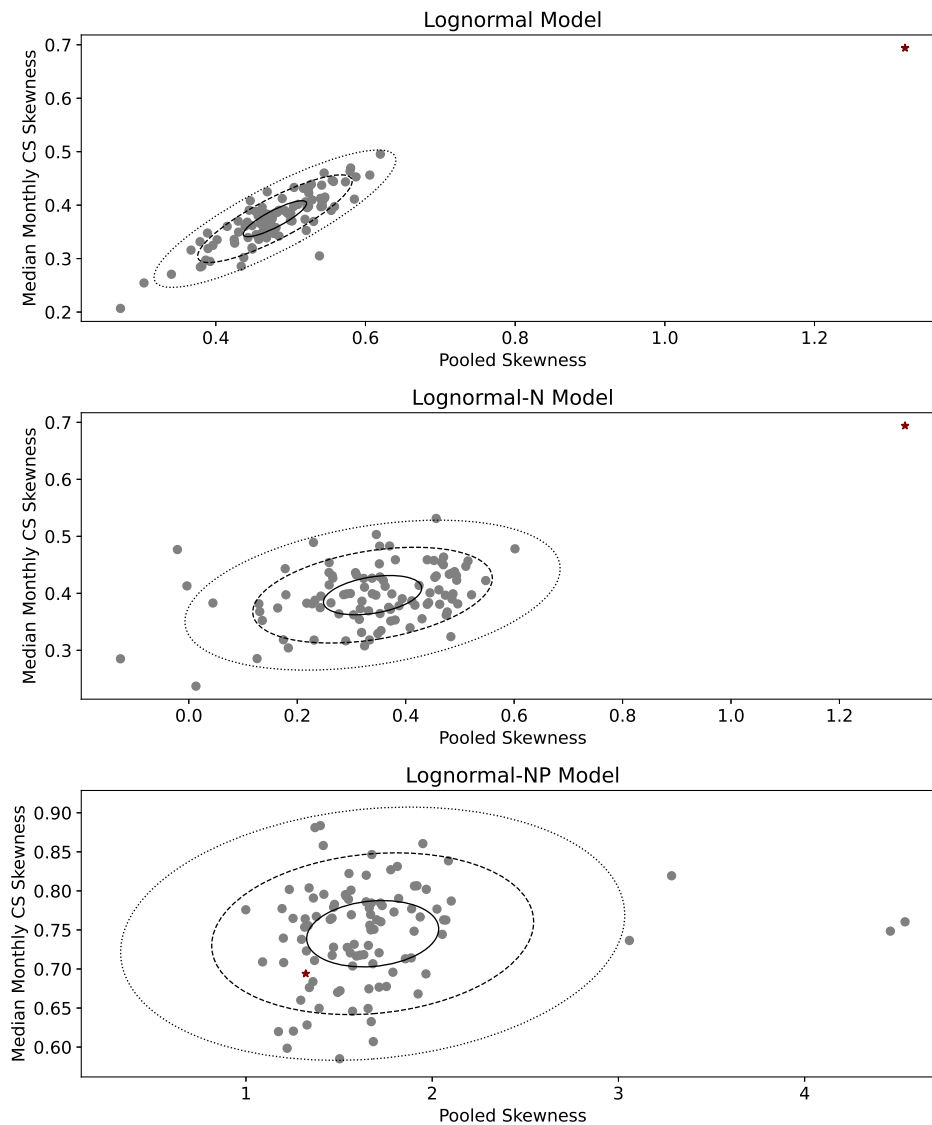 Lognormal Model
Median Monthly CS Skewness
0.7
0.6
0.5
0.4
0.3
0.2
0.4 0.6 0.8 1.0 1.2
Pooled Skewness
Lognormal-N Model
Median Monthly CS Skewness
0.7
0.6
0.5
0.4
0.3
0.0 0.2 0.4 0.6 0.8 1.0 1.2
Pooled Skewness
Lognormal-NP Model
Median Monthly CS Skewness
0.90
0.85
0.80
0.75
0.70
0.65
0.60
1 2 3 4
Pooled Skewness